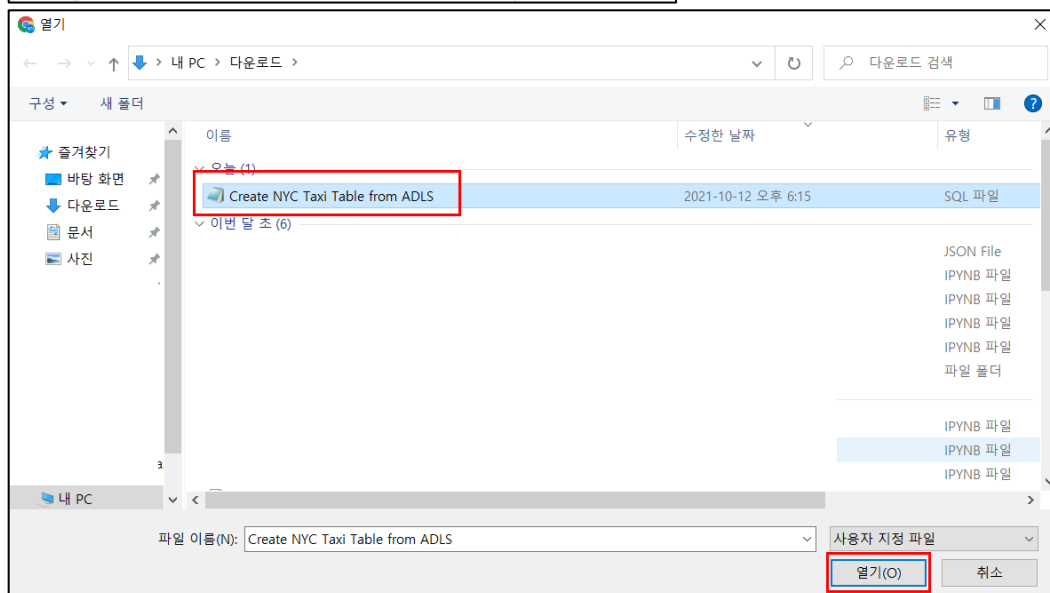 열기
내 PC > 다운로드 >
다운로드 검색
구성
새 폴더
이름
수정한 날짜
유형
즐겨찾기
바탕 화면
다운로드
문서
사진
내 PC
오늘 (1)
Create NYC Taxi Table from ADLS 2021-10-12 오후 6:15 SQL 파일
이번 달 초 (6)
JSON File
IPYNB 파일
IPYNB 파일
IPYNB 파일
IPYNB 파일
파일 폴더
IPYNB 파일
IPYNB 파일
IPYNB 파일
파일 이름(N): Create NYC Taxi Table from ADLS
사용자 지정 파일
열기(O)
취소